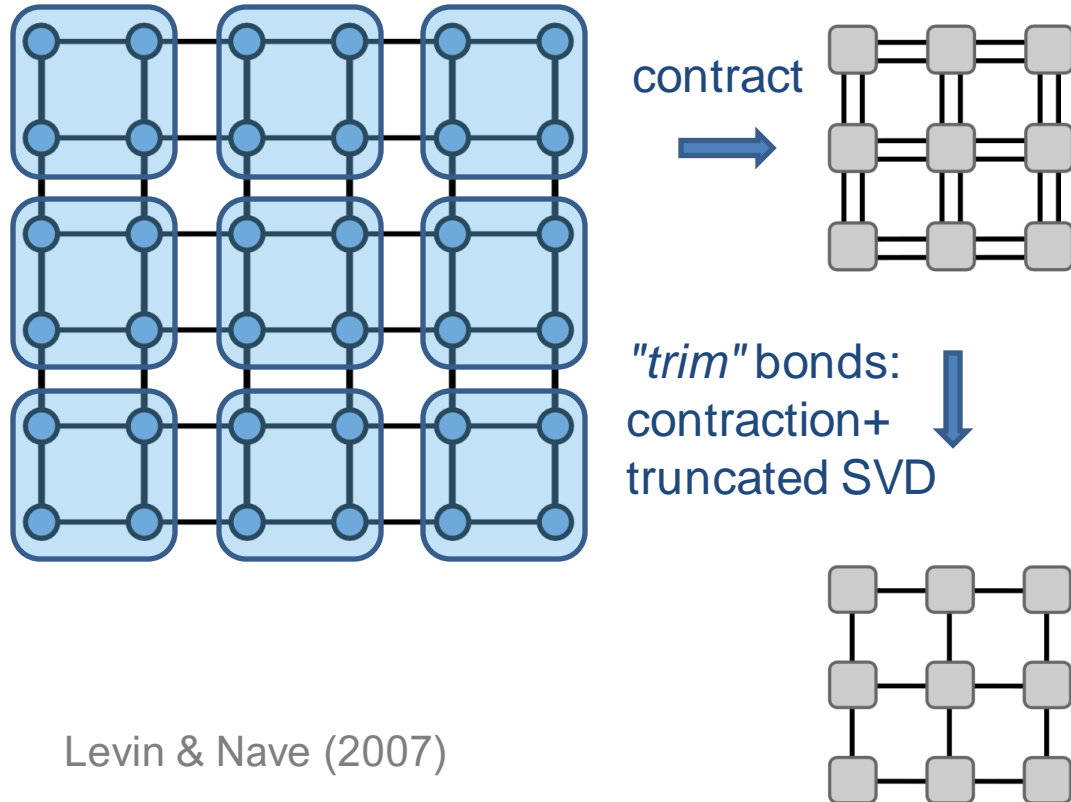 contract
"trim" bonds:
contraction+
truncated SVD
Levin & Nave (2007)